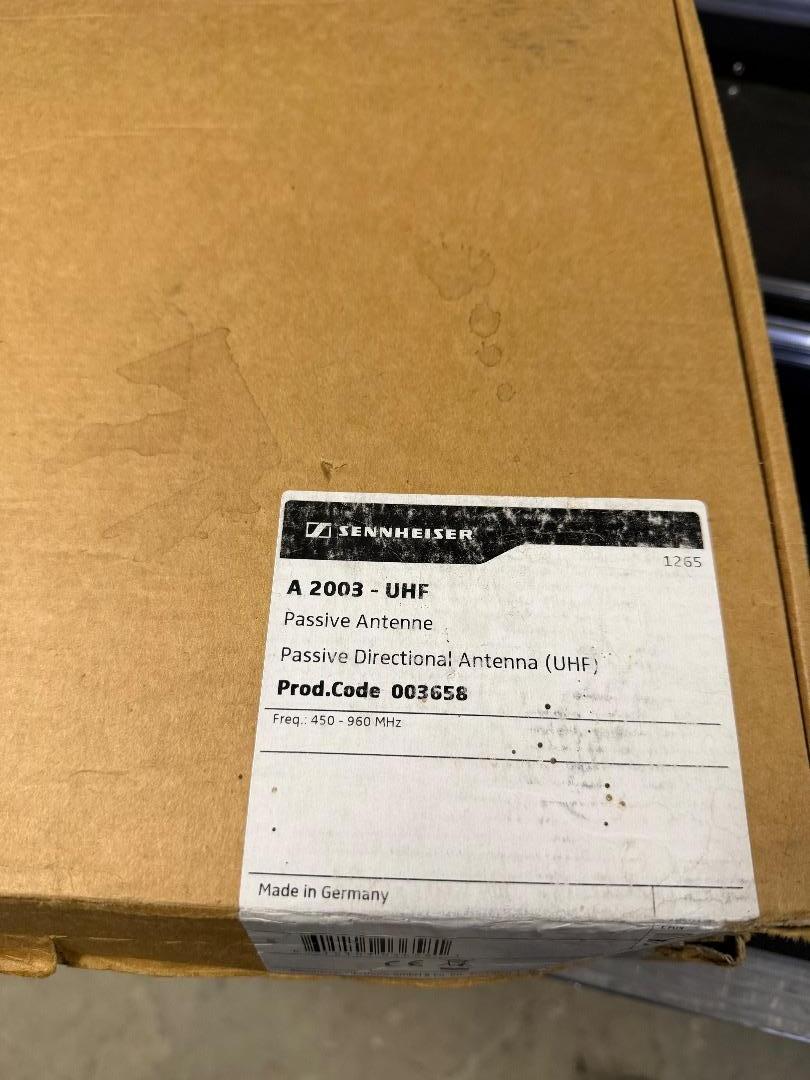 SENNHEISER
1265
A 2003 - UHF
Passive Antenne
Passive Directional Antenna (UHF)
Prod.Code 003658
Freq.: 450 - 960 MHz
Made in Germany
CE